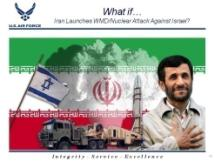 What if…
Iran Launches WMD/Nuclear Attack Against Israel?
U.S. AIR FORCE
Integrity - Service - Excellence